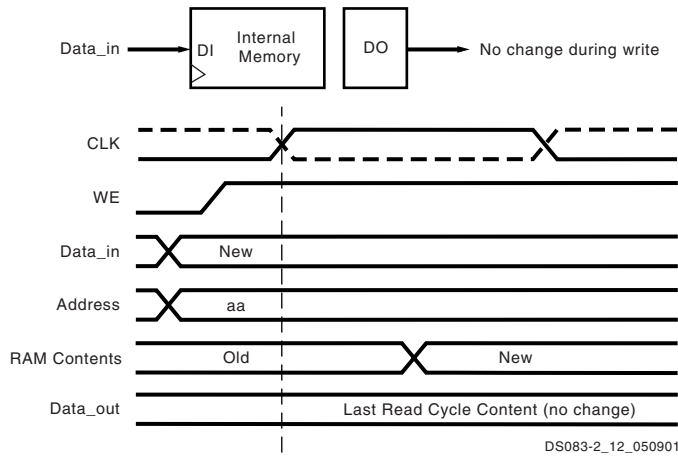 Data_in
DI
Internal
Memory
DO
No change during write
CLK
WE
Data_in
New
Address
aa
RAM Contents
Old
New
Data_out
Last Read Cycle Content (no change)
DS083-2_12_050901